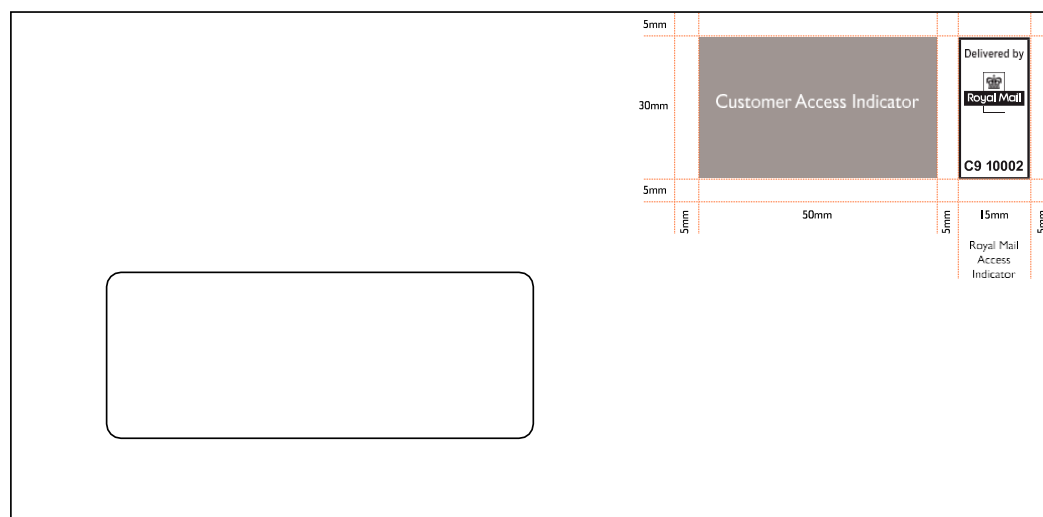 5mm
Delivered by
Customer Access Indicator
Royal Mail
30mm
C9 10002
5mm
5mm
50mm
5mm
15mm
5mm
Royal Mail
Access
Indicator